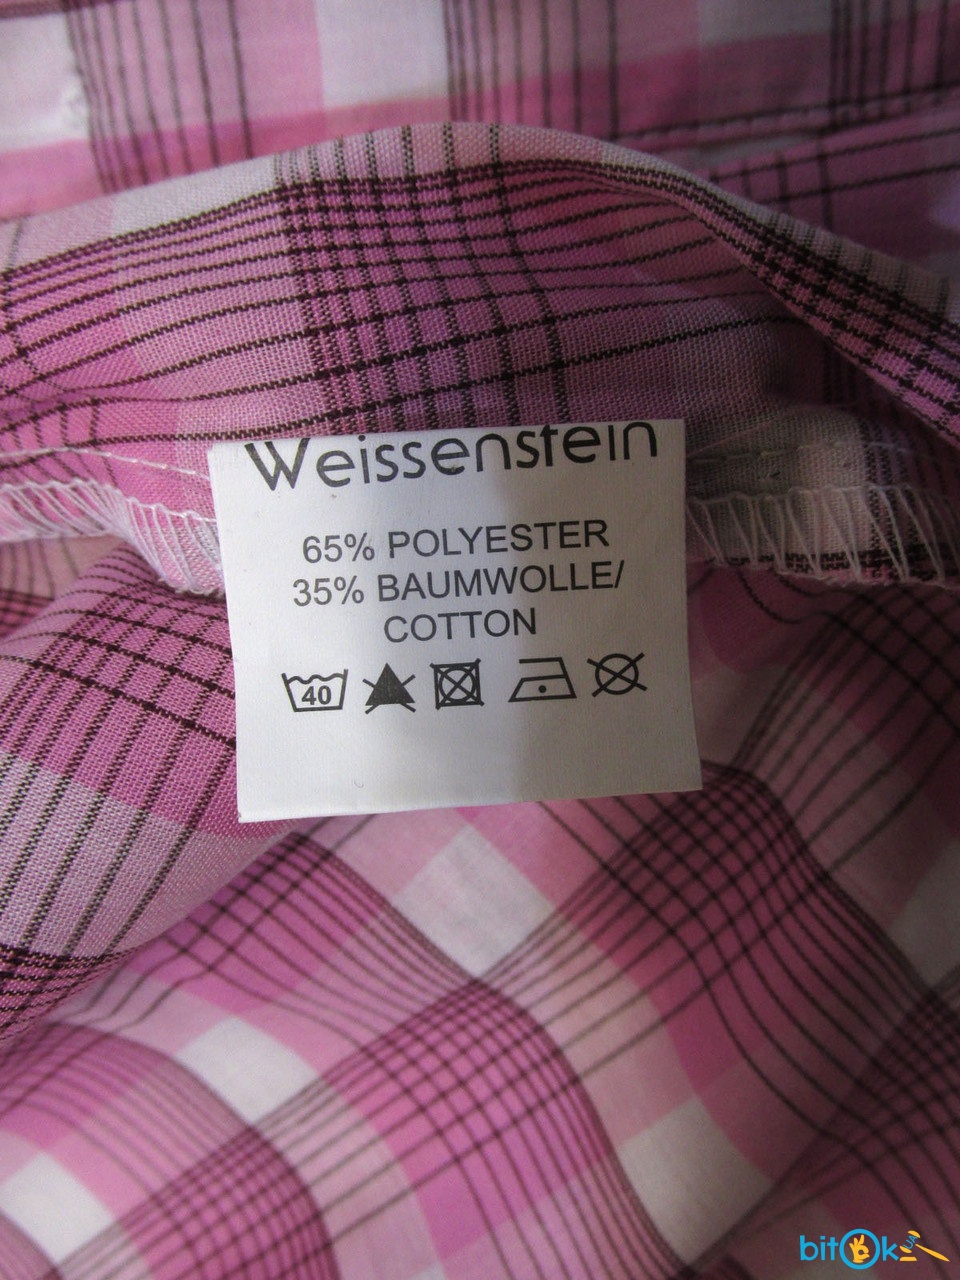 Weissenstein
65% POLYESTER
35% BAUMWOLLE/
COTTON
40
bitOk